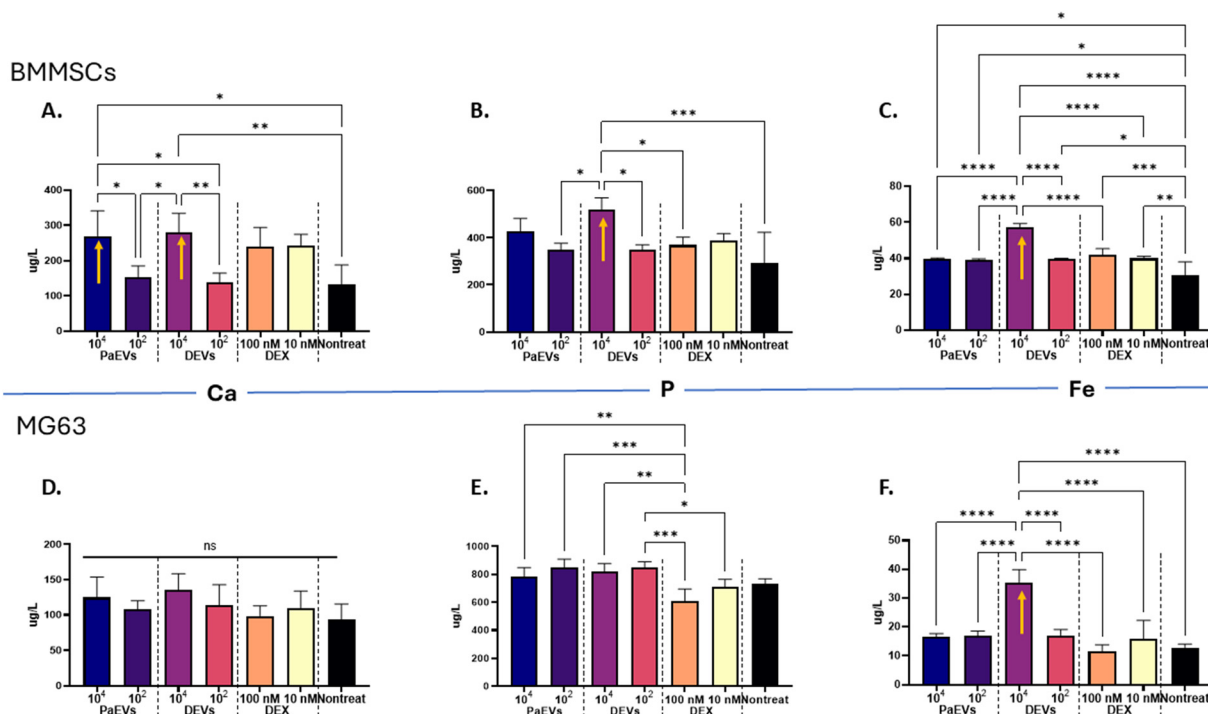 BMMSCs
A.
*
**
*
*
*
**
ug/L
400
300
200
100
0
10⁴ 10² 10⁴ 10² 100 nM 10 nM Nontreat
PaEVs DEVs DEX
B.
***
*
*
*
ug/L
600
400
200
0
10⁴ 10² 10⁴ 10² 100 nM 10 nM Nontreat
PaEVs DEVs DEX
C.
*
*
****
****
*
**** **** ***
**** **** **
ug/L
80
60
40
20
0
10⁴ 10² 10⁴ 10² 100 nM 10 nM Nontreat
PaEVs DEVs DEX
Ca P Fe
MG63
D.
ns
ug/L
200
150
100
50
0
10⁴ 10² 10⁴ 10² 100 nM 10 nM Nontreat
PaEVs DEVs DEX
E.
**
***
**
*
***
ug/L
1000
800
600
400
200
0
10⁴ 10² 10⁴ 10² 100 nM 10 nM Nontreat
PaEVs DEVs DEX
F.
****
****
**** ****
**** ****
ug/L
50
40
30
20
10
0
10⁴ 10² 10⁴ 10² 100 nM 10 nM Nontreat
PaEVs DEVs DEX